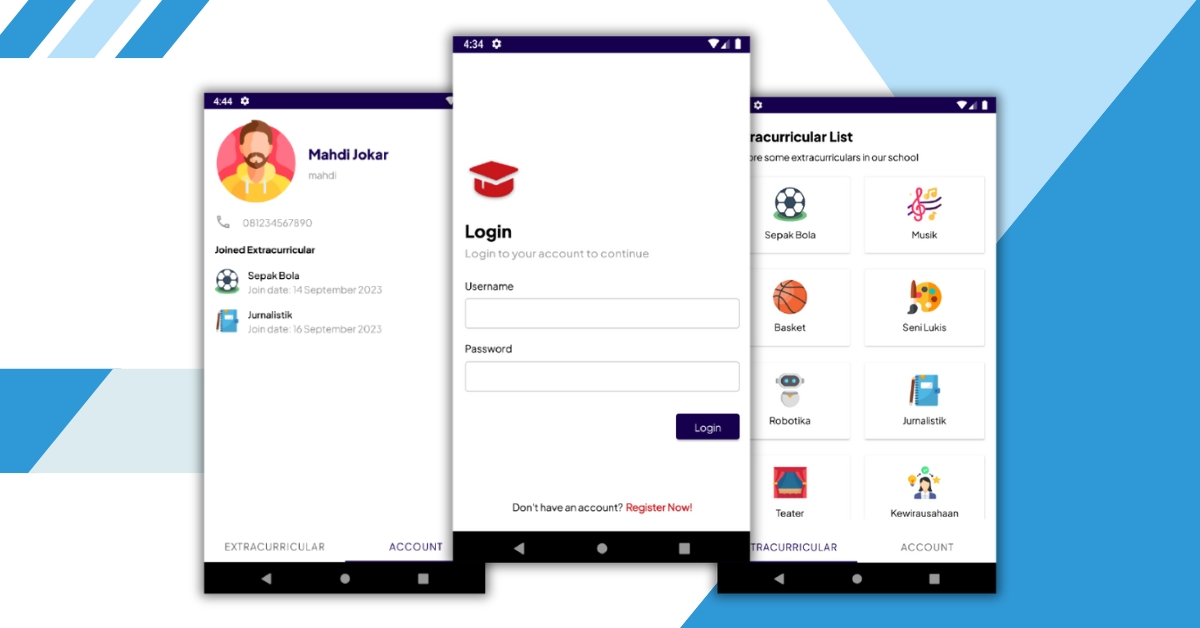 4:44
Mahdi Jokar
mahdi
081234567890
Joined Extracurricular
Sepak Bola
Join date: 14 September 2023
Jurnalistik
Join date: 16 September 2023
EXTRACURRICULAR ACCOUNT
4:34
Login
Login to your account to continue
Username
Password
Login
Don't have an account? Register Now!
racurricular List
ore some extracurriculars in our school
Sepak Bola Musik
Basket Seni Lukis
Robotika Jurnalistik
Teater Kewirausahaan
TRACURRICULAR ACCOUNT